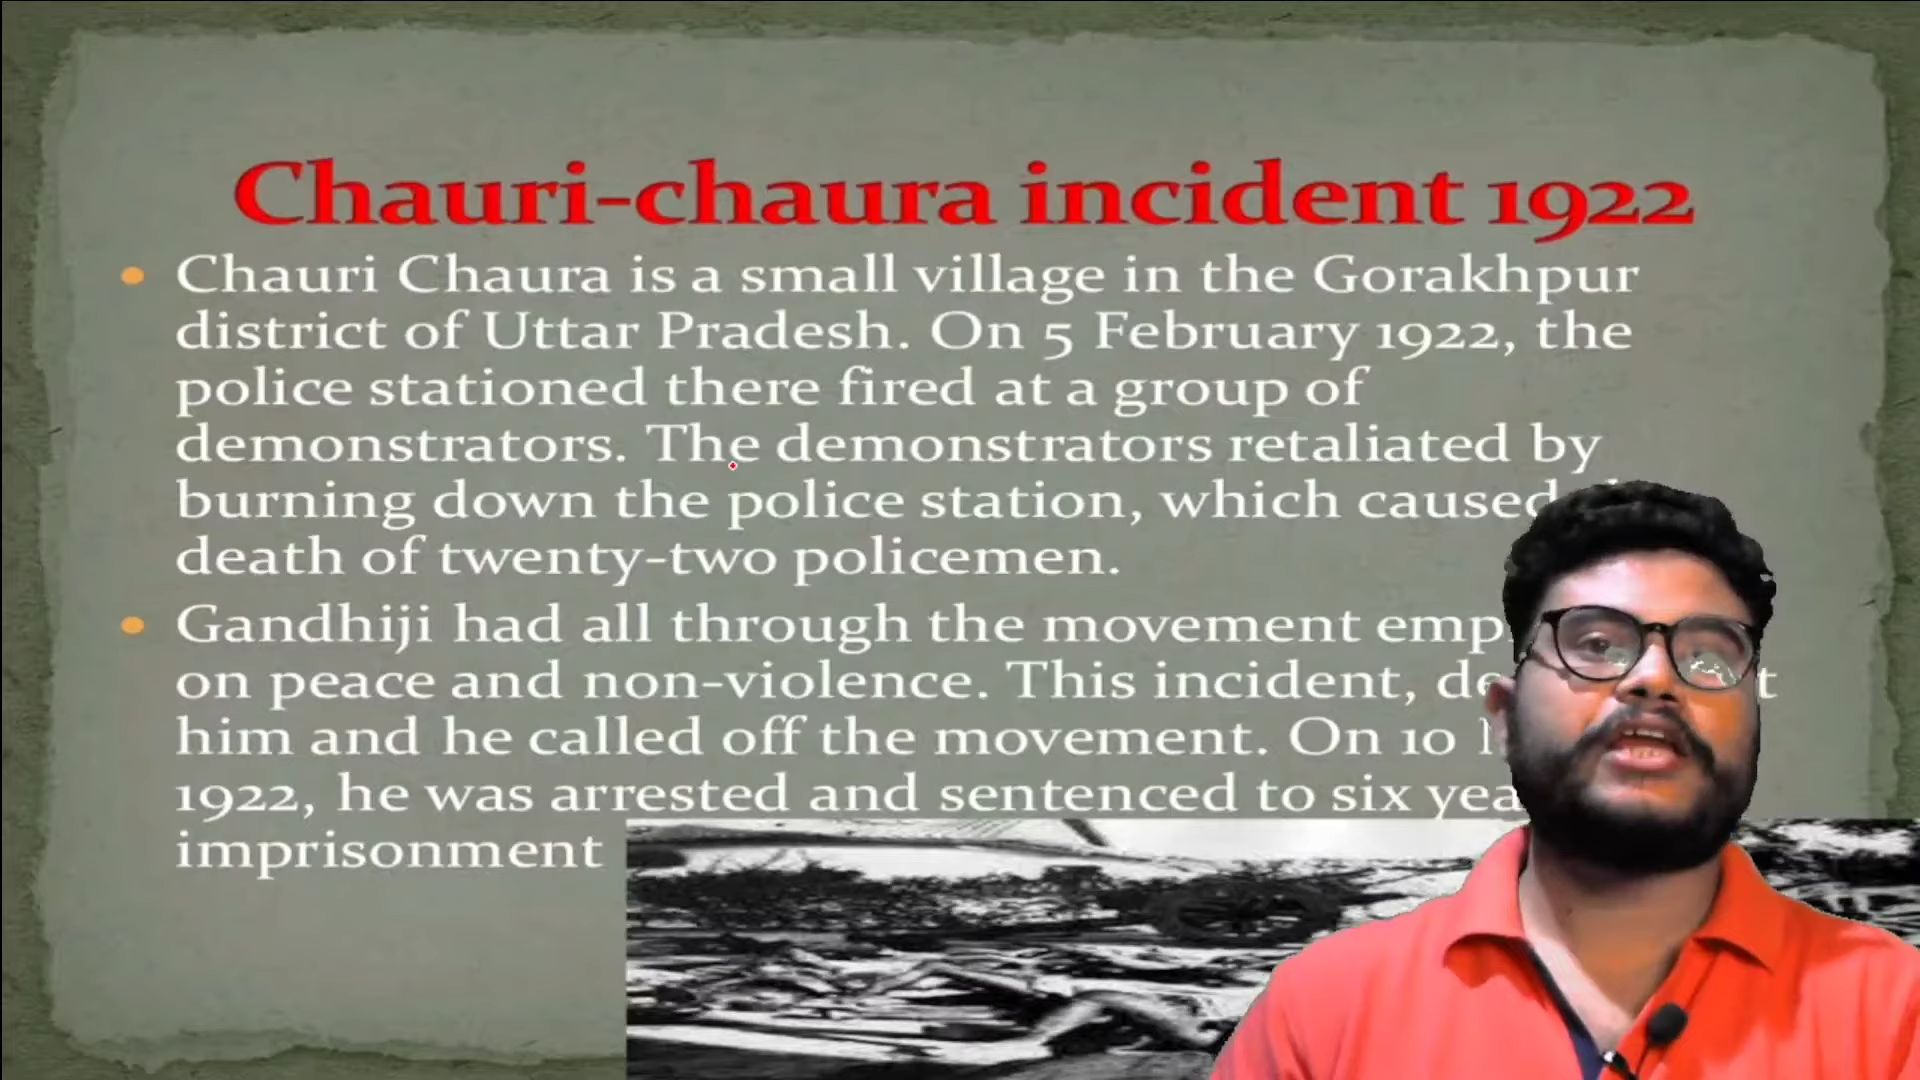 Chauri-chaura incident 1922
Chauri Chaura is a small village in the Gorakhpur
district of Uttar Pradesh. On 5 February 1922, the
police stationed there fired at a group of
demonstrators. The demonstrators retaliated by
burning down the police station, which caused
death of twenty-two policemen.
Gandhiji had all through the movement
on peace and non-violence. This incident,
him and he called off the movement. On 10
1922, he was arrested and sentenced to six
imprisonment